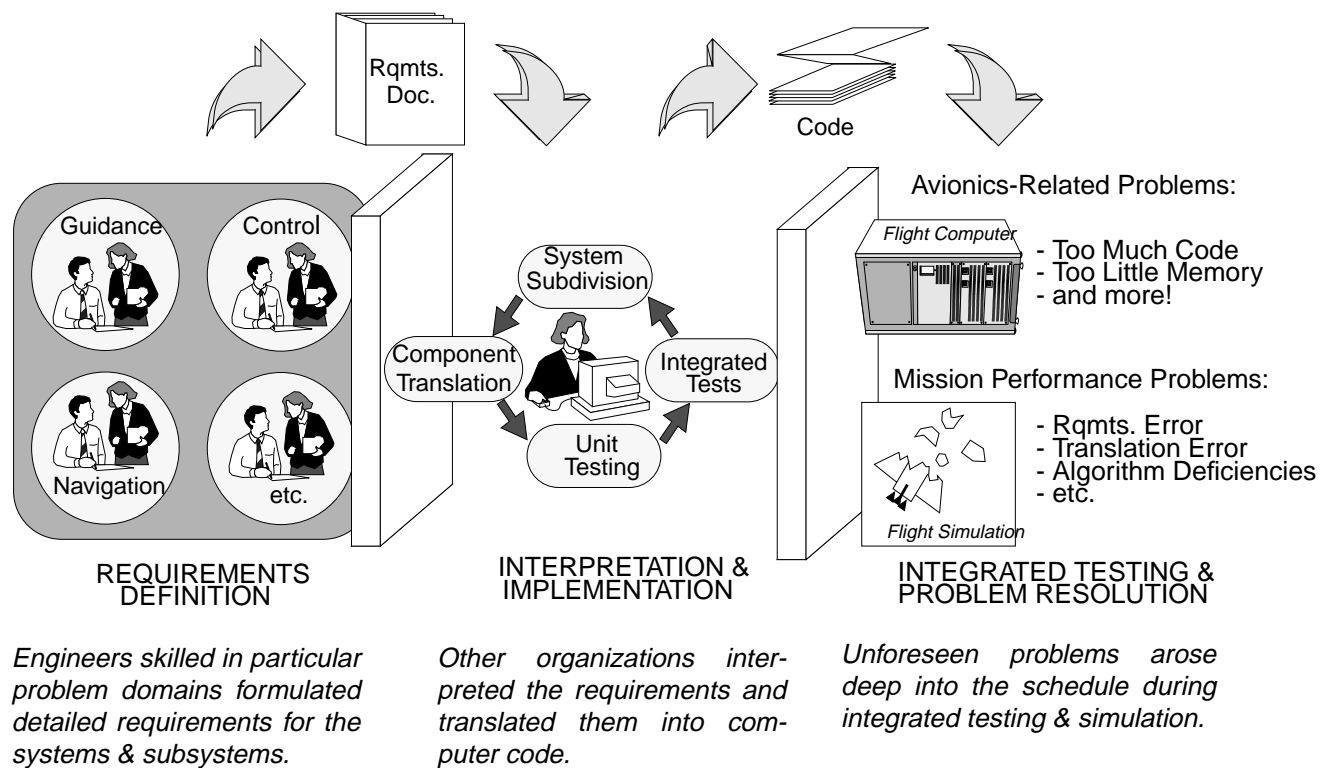 Rqmts.
Doc.
Code
Guidance
Control
Navigation
etc.
System
Subdivision
Component
Translation
Integrated
Tests
Unit
Testing
Avionics-Related Problems:
Flight Computer
- Too Much Code
- Too Little Memory
- and more!
Mission Performance Problems:
- Rqmts. Error
- Translation Error
- Algorithm Deficiencies
- etc.
Flight Simulation
REQUIREMENTS
DEFINITION
Engineers skilled in particular
problem domains formulated
detailed requirements for the
systems & subsystems.
INTERPRETATION &
IMPLEMENTATION
Other organizations inter-
preted the requirements and
translated them into com-
puter code.
INTEGRATED TESTING &
PROBLEM RESOLUTION
Unforeseen problems arose
deep into the schedule during
integrated testing & simulation.